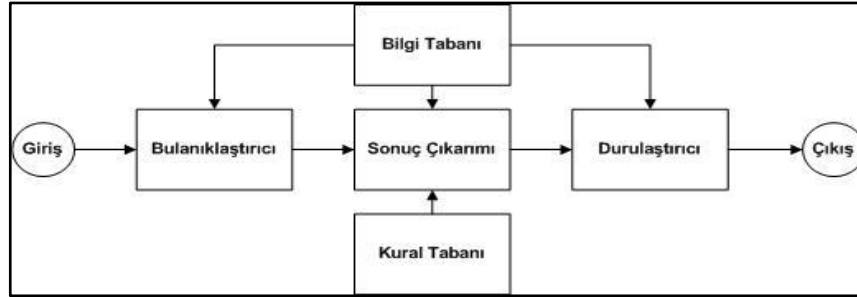 Bilgi Tabanı
Giriş
Bulanıklaştırıcı
Sonuç Çıkarımı
Durulaştırıcı
Çıkış
Kural Tabanı